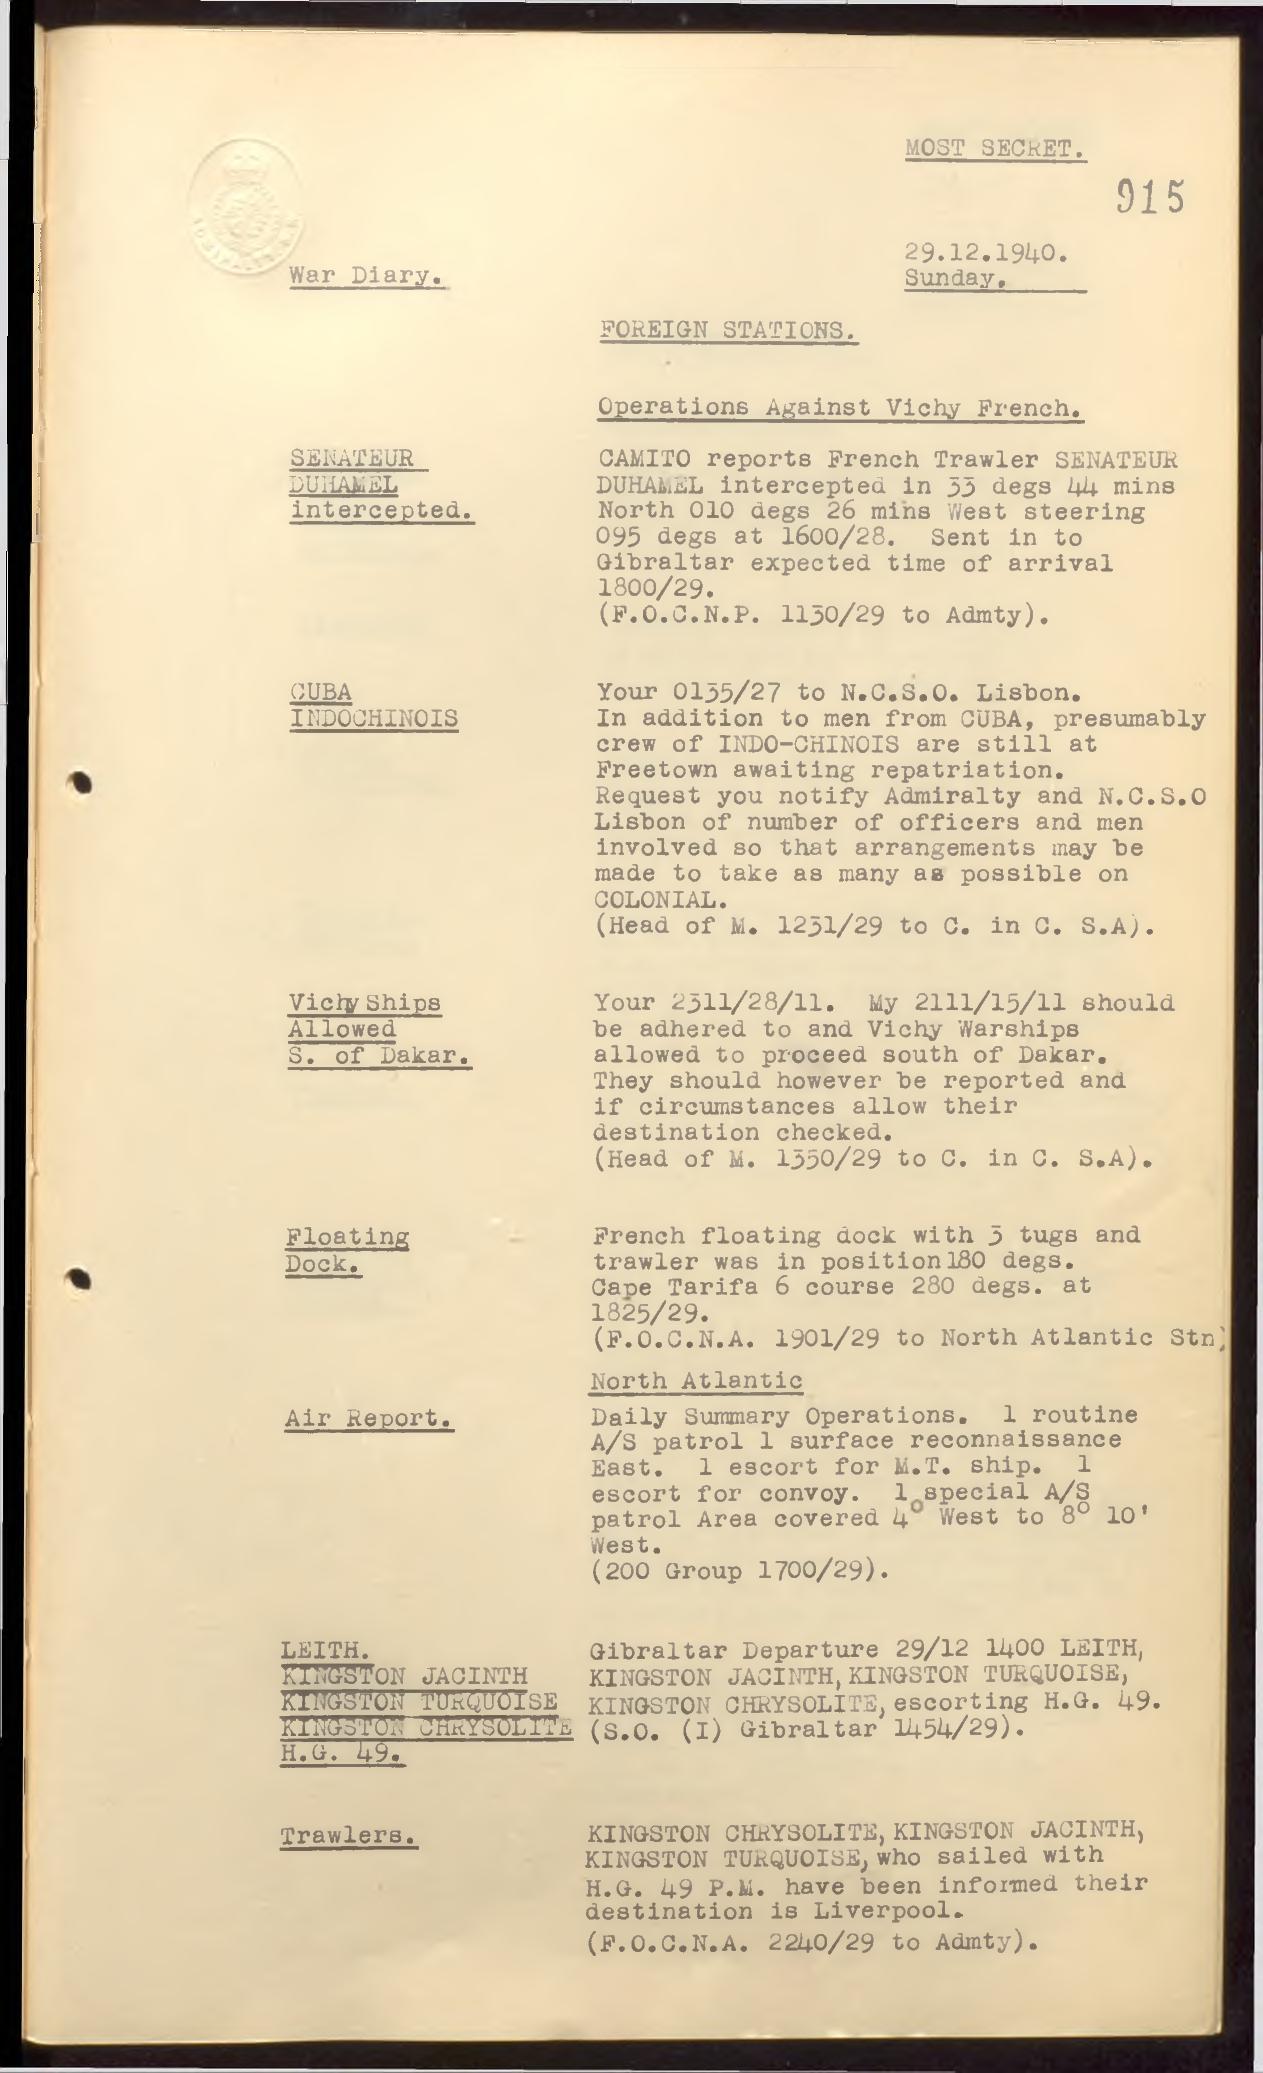 MOST SECRET.
915
29.12.1940.
Sunday.
War Diary.
FOREIGN STATIONS.
Operations Against Vichy French.
SENATEUR
DUHAMEL
intercepted.
CAMITO reports French Trawler SENATEUR
DUHAMEL intercepted in 33 degs 44 mins
North 010 degs 26 mins West steering
095 degs at 1600/28. Sent in to
Gibraltar expected time of arrival
1800/29.
(F.O.C.N.P. 1130/29 to Admty).
CUBA
INDOCHINOIS
Your 0135/27 to N.C.S.O. Lisbon.
In addition to men from CUBA, presumably
crew of INDO-CHINOIS are still at
Freetown awaiting repatriation.
Request you notify Admiralty and N.C.S.O
Lisbon of number of officers and men
involved so that arrangements may be
made to take as many as possible on
COLONIAL.
(Head of M. 1231/29 to C. in C. S.A).
Vichy Ships
Allowed
S. of Dakar.
Your 2311/28/11. My 2111/15/11 should
be adhered to and Vichy Warships
allowed to proceed south of Dakar.
They should however be reported and
if circumstances allow their
destination checked.
(Head of M. 1350/29 to C. in C. S.A).
Floating
Dock.
French floating dock with 3 tugs and
trawler was in position 180 degs.
Cape Tarifa 6 course 280 degs. at
1825/29.
(F.O.C.N.A. 1901/29 to North Atlantic Stn)
North Atlantic
Air Report.
Daily Summary Operations. 1 routine
A/S patrol 1 surface reconnaissance
East. 1 escort for M.T. ship. 1
escort for convoy. 1 special A/S
patrol Area covered 4° West to 8° 10'
West.
(200 Group 1700/29).
LEITH.
KINGSTON JACINTH
KINGSTON TURQUOISE
KINGSTON CHRYSOLITE
H.G. 49.
Gibraltar Departure 29/12 1400 LEITH,
KINGSTON JACINTH, KINGSTON TURQUOISE,
KINGSTON CHRYSOLITE, escorting H.G. 49.
(S.O. (I) Gibraltar 1454/29).
Trawlers.
KINGSTON CHRYSOLITE, KINGSTON JACINTH,
KINGSTON TURQUOISE, who sailed with
H.G. 49 P.M. have been informed their
destination is Liverpool.
(F.O.C.N.A. 2240/29 to Admty).